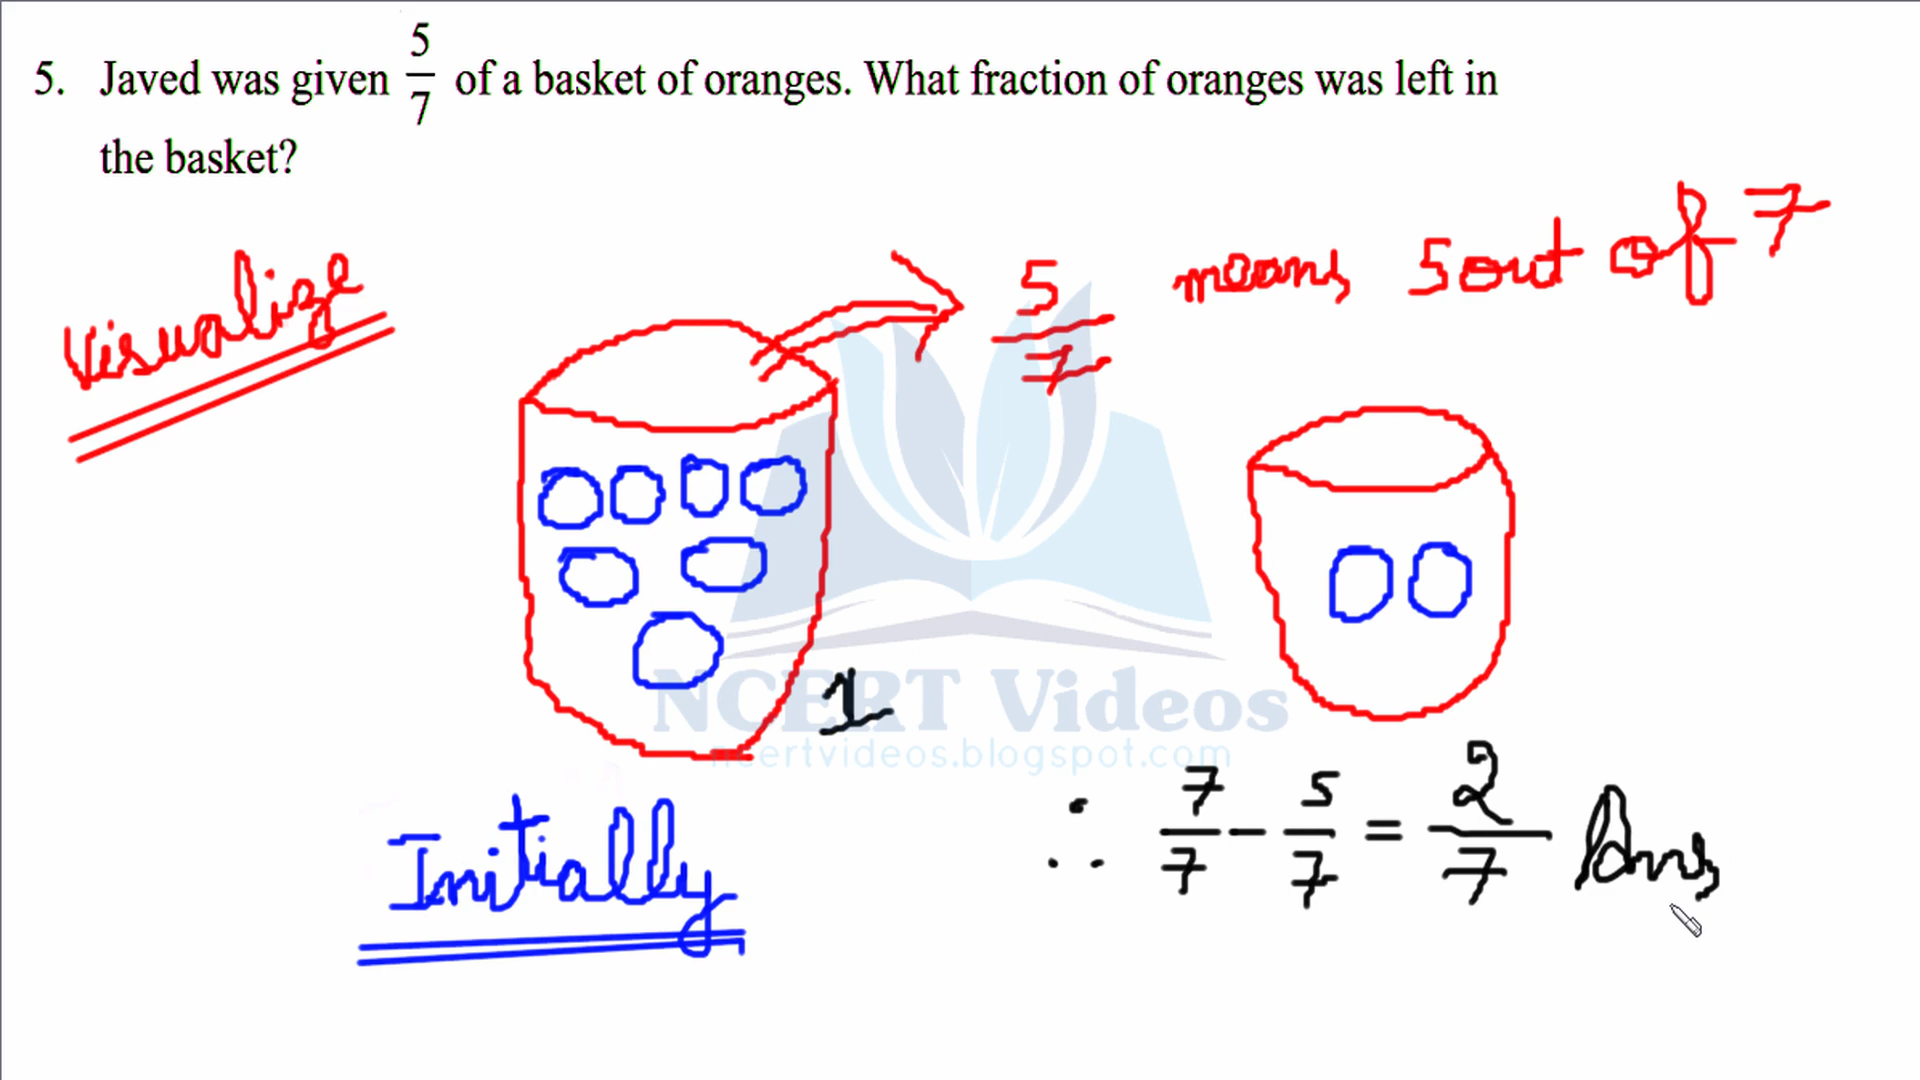 5. Javed was given 5/7 of a basket of oranges. What fraction of oranges was left in
the basket?
Visualize
5/7 means 5 out of 7
1
NCERT Videos
ncertvideos.blogspot.com
Initially
∴ 7/7 - 5/7 = 2/7 Ans